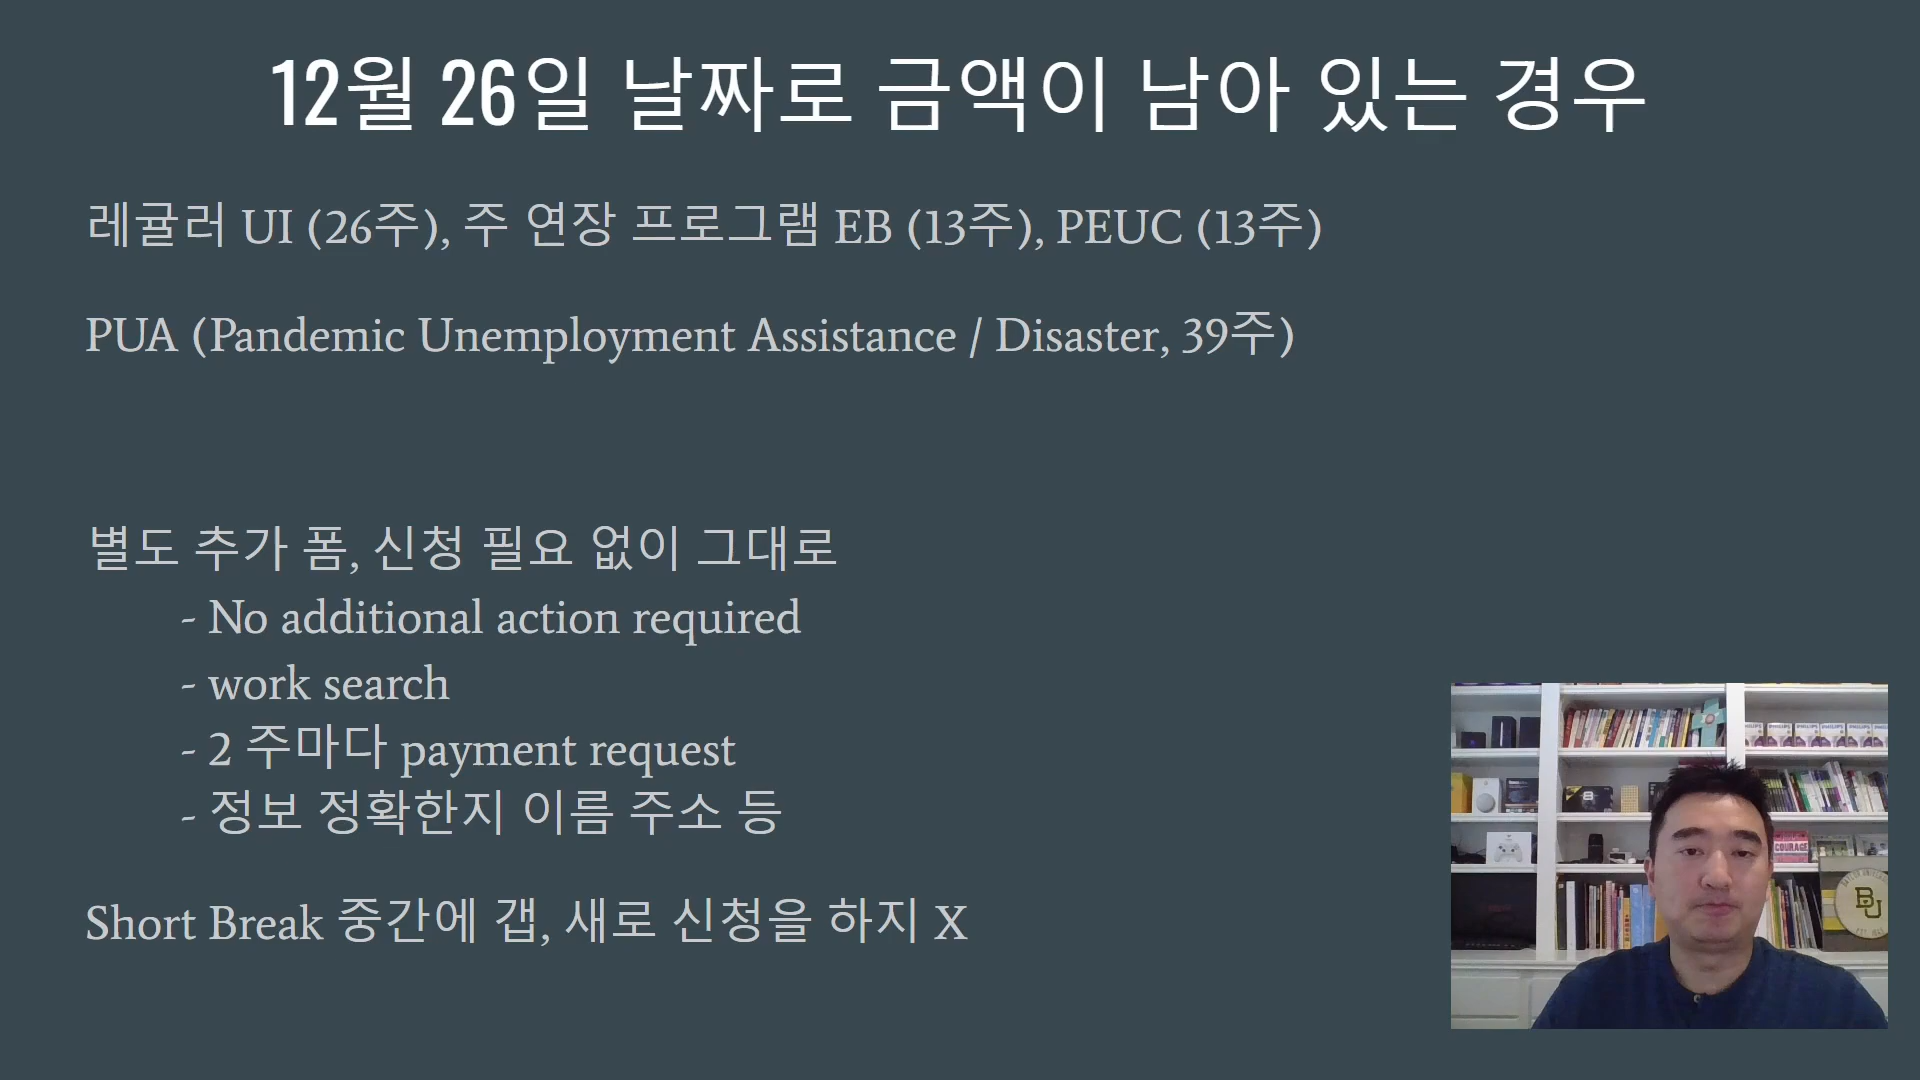 12월 26일 날짜로 금액이 남아 있는 경우
레귤러 UI (26주), 주 연장 프로그램 EB (13주), PEUC (13주)
PUA (Pandemic Unemployment Assistance / Disaster, 39주)
별도 추가 폼, 신청 필요 없이 그대로
- No additional action required
- work search
- 2 주마다 payment request
- 정보 정확한지 이름 주소 등
Short Break 중간에 갭, 새로 신청을 하지 X
COURAGE
BU